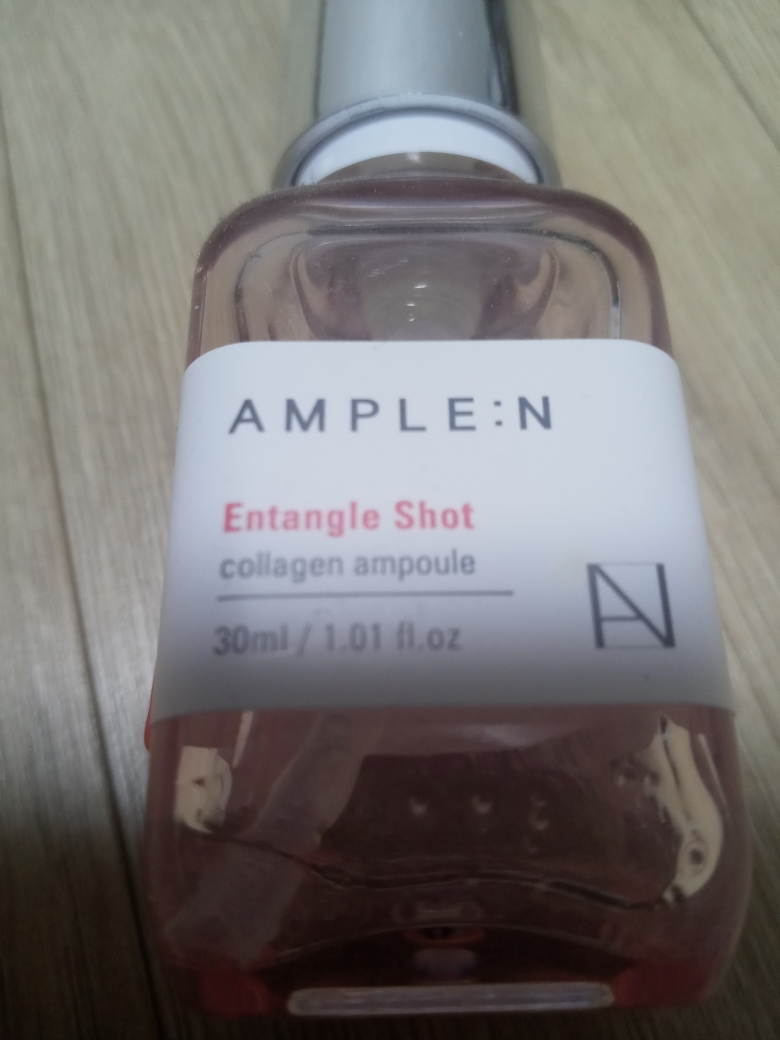 AMPLE:N
Entangle Shot
collagen ampoule
30ml / 1.01 fl.oz